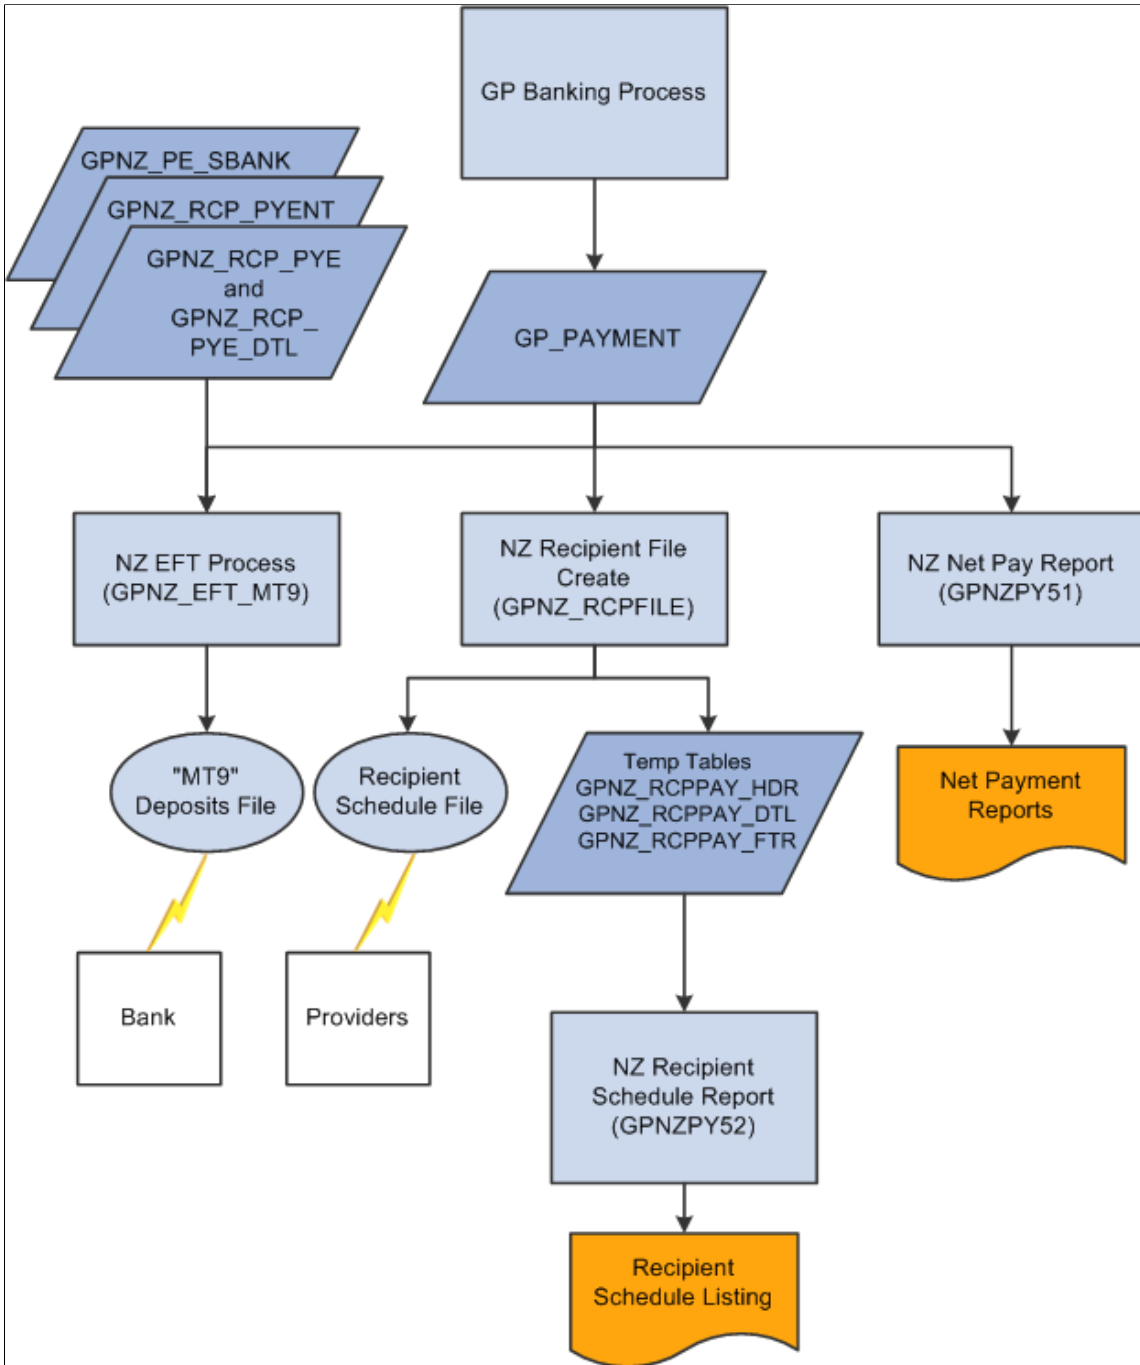 GP Banking Process
GPNZ_PE_SBANK
GPNZ_RCP_PYENT
GPNZ_RCP_PYE
and
GPNZ_RCP_
PYE_DTL
GP_PAYMENT
NZ EFT Process
(GPNZ_EFT_MT9)
NZ Recipient File
Create
(GPNZ_RCPFILE)
NZ Net Pay Report
(GPNZPY51)
"MT9"
Deposits File
Recipient
Schedule File
Temp Tables
GPNZ_RCPPAY_HDR
GPNZ_RCPPAY_DTL
GPNZ_RCPPAY_FTR
Net Payment
Reports
Bank
Providers
NZ Recipient
Schedule Report
(GPNZPY52)
Recipient
Schedule Listing